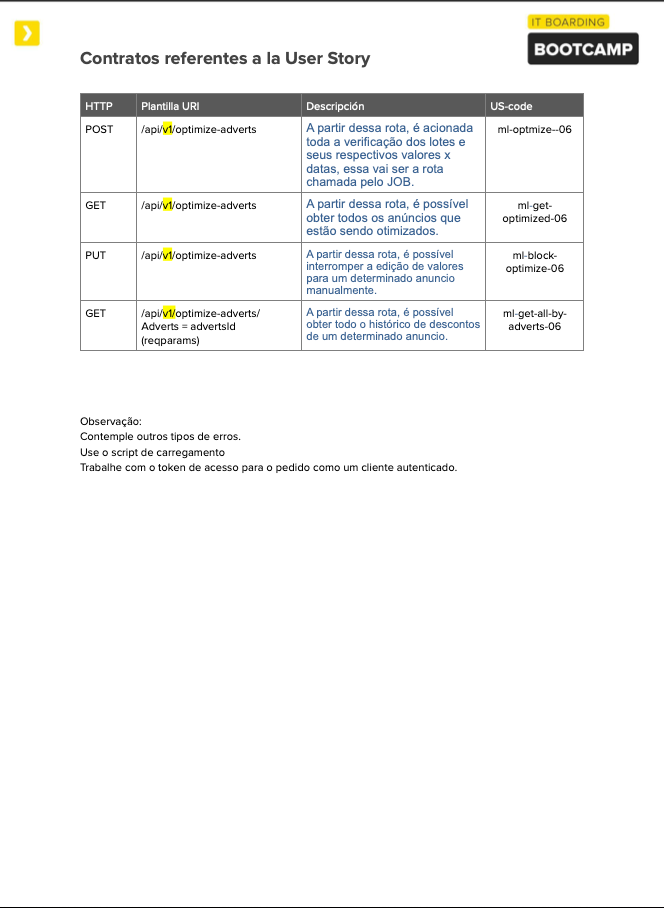 IT BOARDING
BOOTCAMP
Contratos referentes a la User Story
HTTP Plantilla URI Descripción US-code
POST /api/v1/optimize-adverts A partir dessa rota, é acionada ml-optmize--06
toda a verificação dos lotes e
seus respectivos valores x
datas, essa vai ser a rota
chamada pelo JOB.
GET /api/v1/optimize-adverts A partir dessa rota, é possível ml-get-
obter todos os anúncios que optimized-06
estão sendo otimizados.
PUT /api/v1/optimize-adverts A partir dessa rota, é possível ml-block-
interromper a edição de valores optimize-06
para um determinado anuncio
manualmente.
GET /api/v1/optimize-adverts/ A partir dessa rota, é possível ml-get-all-by-
Adverts = advertsId obter todo o histórico de descontos adverts-06
(reqparams) de um determinado anuncio.
Observação:
Contemple outros tipos de erros.
Use o script de carregamento
Trabalhe com o token de acesso para o pedido como um cliente autenticado.